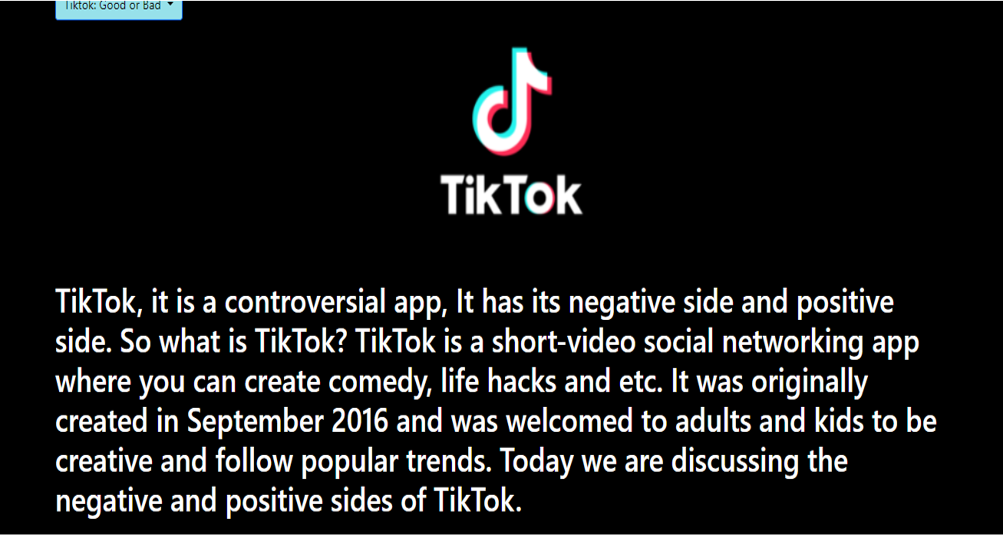 Tiktok: Good or Bad
TikTok
TikTok, it is a controversial app, It has its negative side and positive
side. So what is TikTok? TikTok is a short-video social networking app
where you can create comedy, life hacks and etc. It was originally
created in September 2016 and was welcomed to adults and kids to be
creative and follow popular trends. Today we are discussing the
negative and positive sides of TikTok.